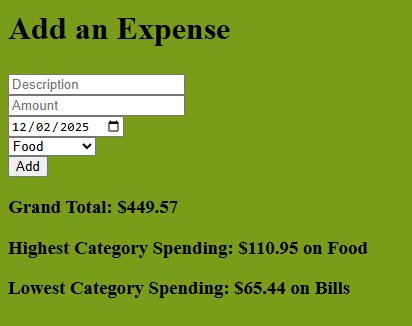 Add an Expense
Description
Amount
12/02/2025
Food
Add
Grand Total: $449.57
Highest Category Spending: $110.95 on Food
Lowest Category Spending: $65.44 on Bills